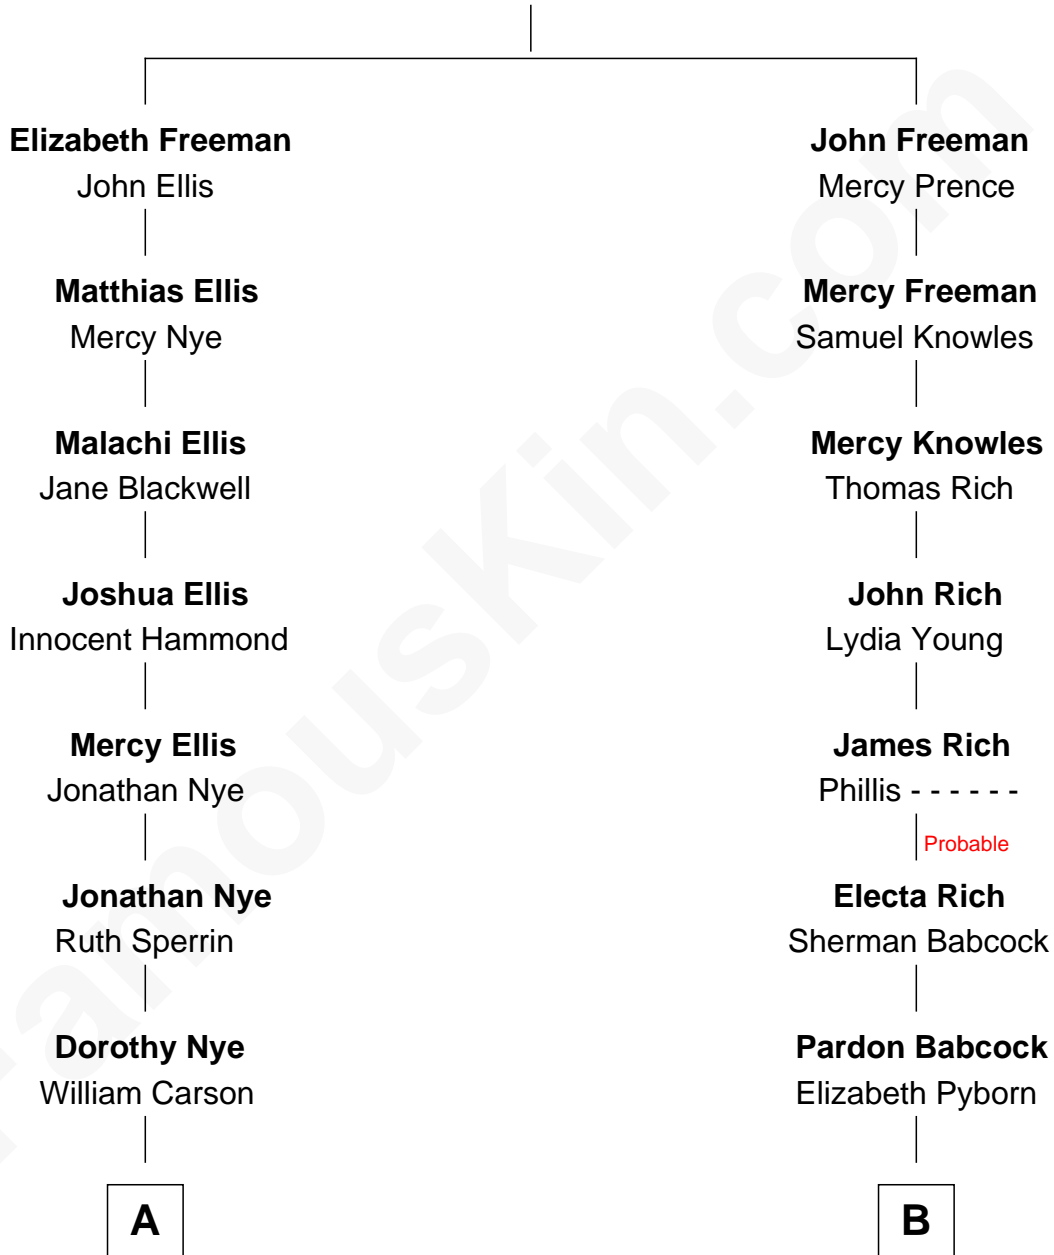 Elizabeth Freeman
John Ellis
Matthias Ellis
Mercy Nye
Malachi Ellis
Jane Blackwell
Joshua Ellis
Innocent Hammond
Mercy Ellis
Jonathan Nye
Jonathan Nye
Ruth Sperrin
Dorothy Nye
William Carson
A
John Freeman
Mercy Prence
Mercy Freeman
Samuel Knowles
Mercy Knowles
Thomas Rich
John Rich
Lydia Young
James Rich
Phillis - - - - - -
Probable
Electa Rich
Sherman Babcock
Pardon Babcock
Elizabeth Pyborn
B
FamousKin.com